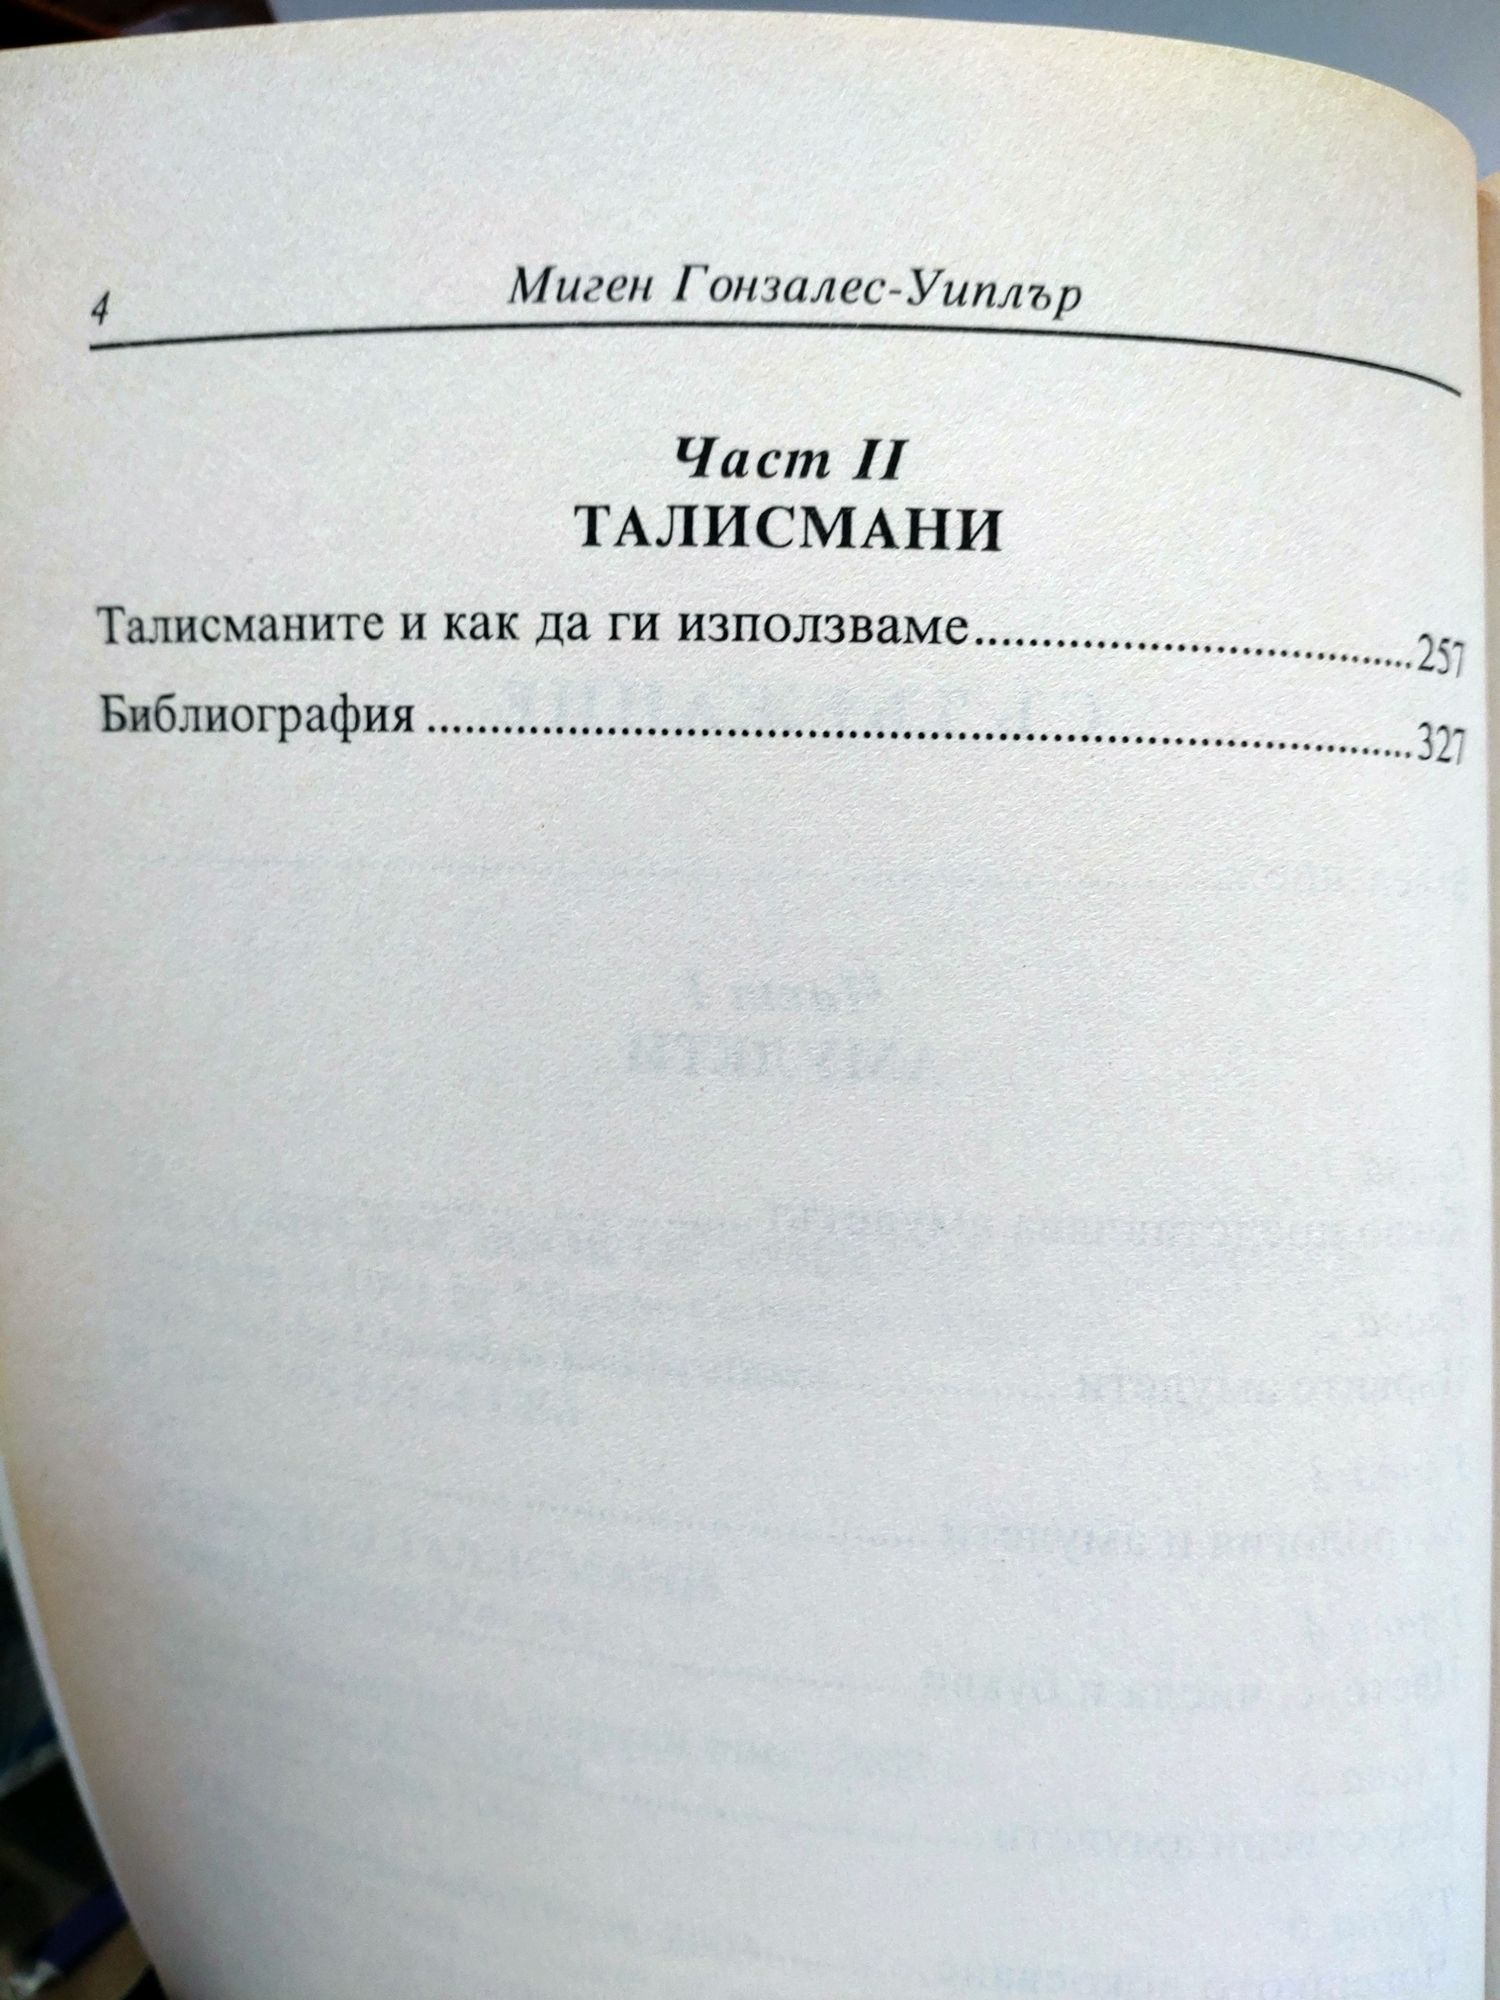 4 Миген Гонзалес-Уиплър
Част II
ТАЛИСМАНИ
Талисманите и как да ги използваме.................................257
Библиография..........................................................................327